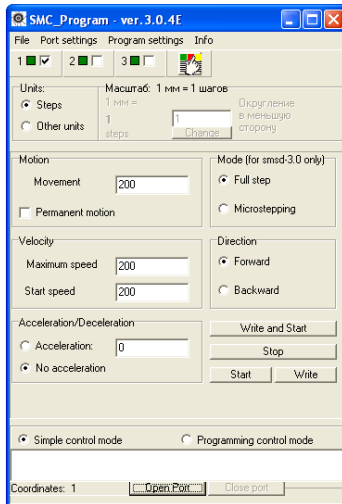 SMC_Program - ver.3.0.4E
File Port settings Program settings Info
1 2 3
Units: Масштаб: 1 мм = 1 шагов
Steps 1 мм = Округление
Other units 1 1 в меньшую
steps Change сторону
Motion Mode (for smsd-3.0 only)
Movement 200 Full step
Permanent motion Microstepping
Velocity Direction
Maximum speed 200 Forward
Start speed 200 Backward
Acceleration/Deceleration Write and Start
Acceleration: 0 Stop
No acceleration Start Write
Simple control mode Programming control mode
Coordinates: 1 Open Port Close port